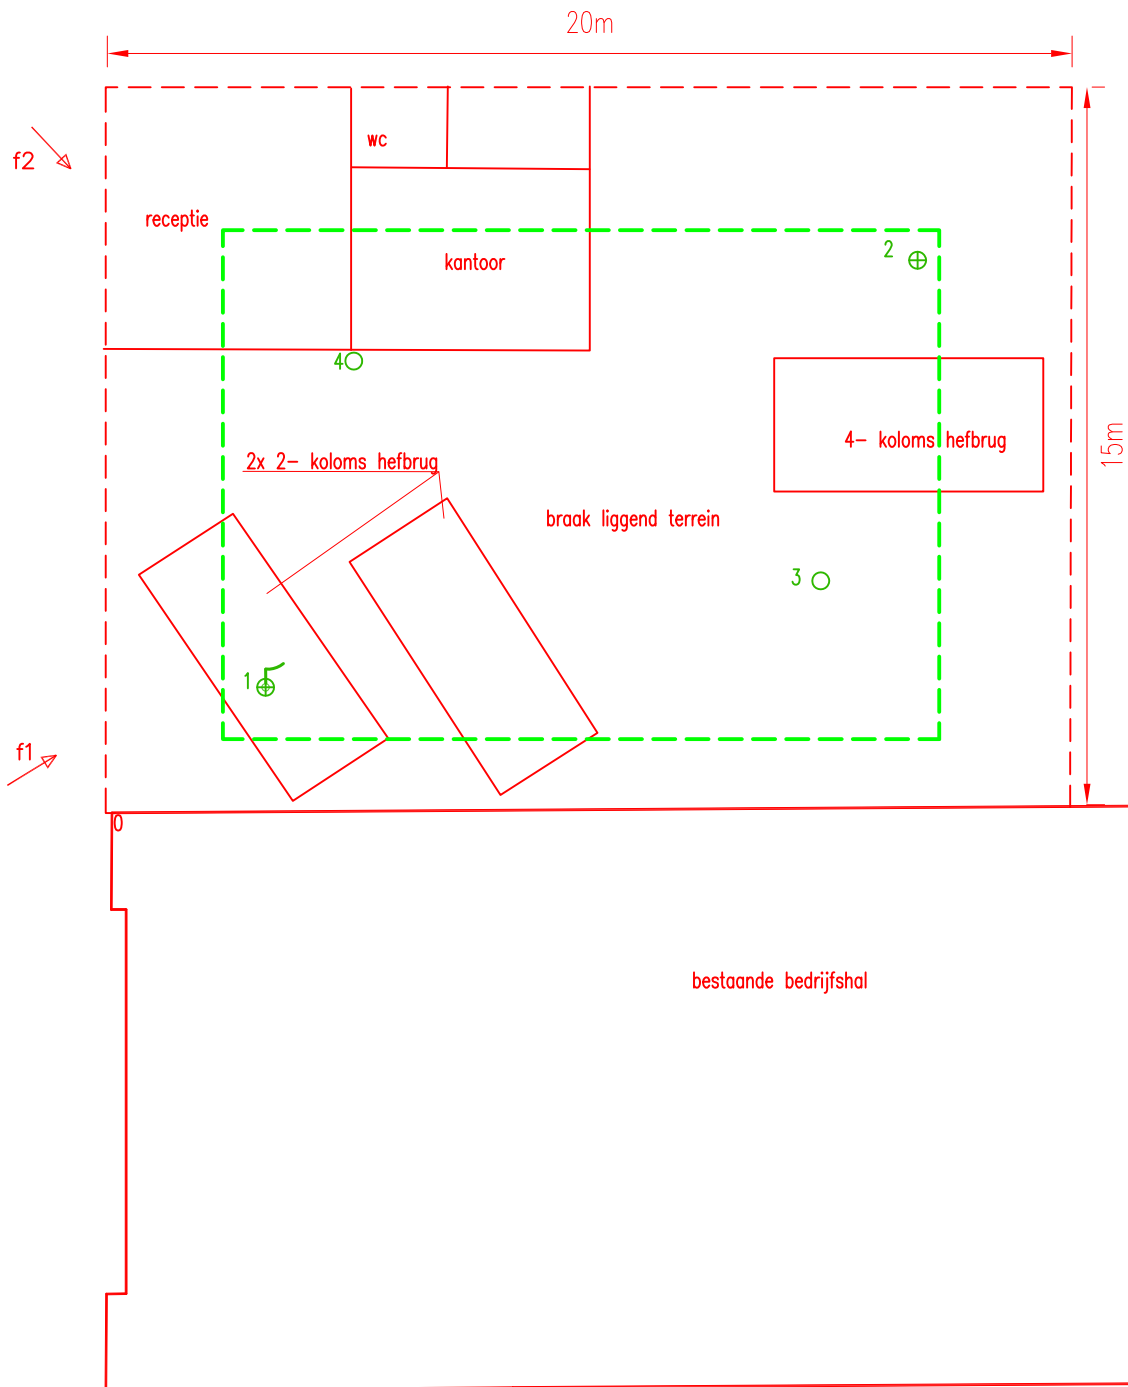 20m
wc
f2
receptie
2
kantoor
4
15m
4- koloms hefbrug
2x 2- koloms hefbrug
braak liggend terrein
3
1
f1
0
bestaande bedrijfshal